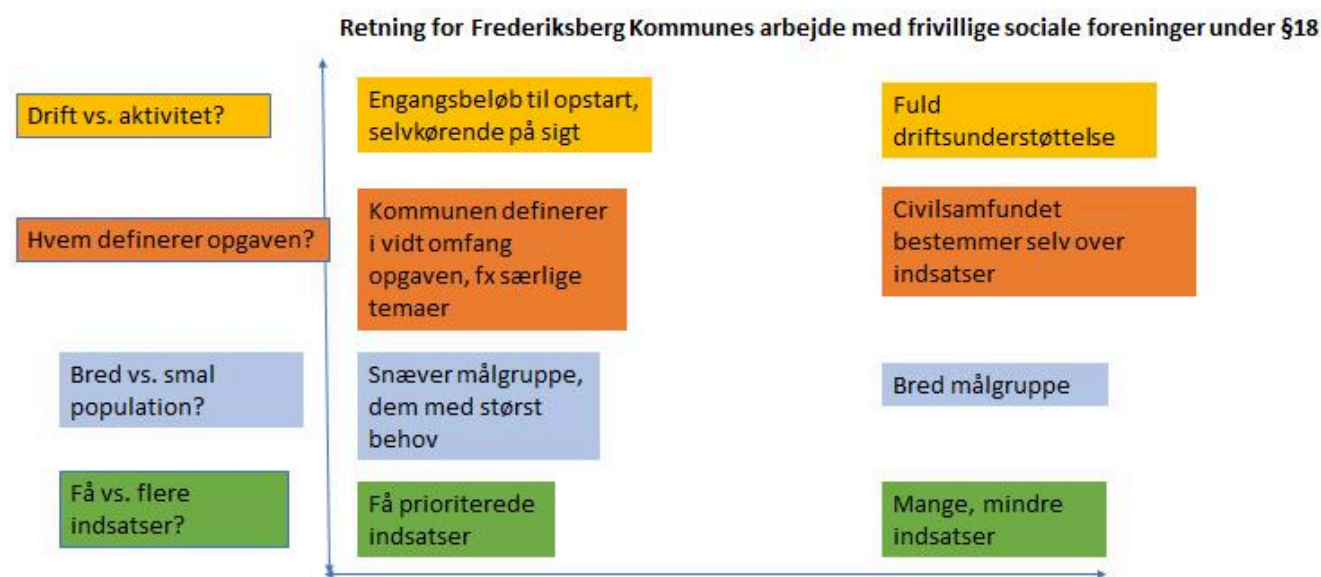 Retning for Frederiksberg Kommunes arbejde med frivillige sociale foreninger under §18
Drift vs. aktivitet?
Engangsbeløb til opstart,
selvkørende på sigt
Fuld
driftsunderstøttelse
Hvem definerer opgaven?
Kommunen definerer
i vidt omfang
opgaven, fx særlige
temaer
Civilsamfundet
bestemmer selv over
indsatser
Bred vs. smal
population?
Snæver målgruppe,
dem med størst
behov
Bred målgruppe
Få vs. flere
indsatser?
Få prioriterede
indsatser
Mange, mindre
indsatser